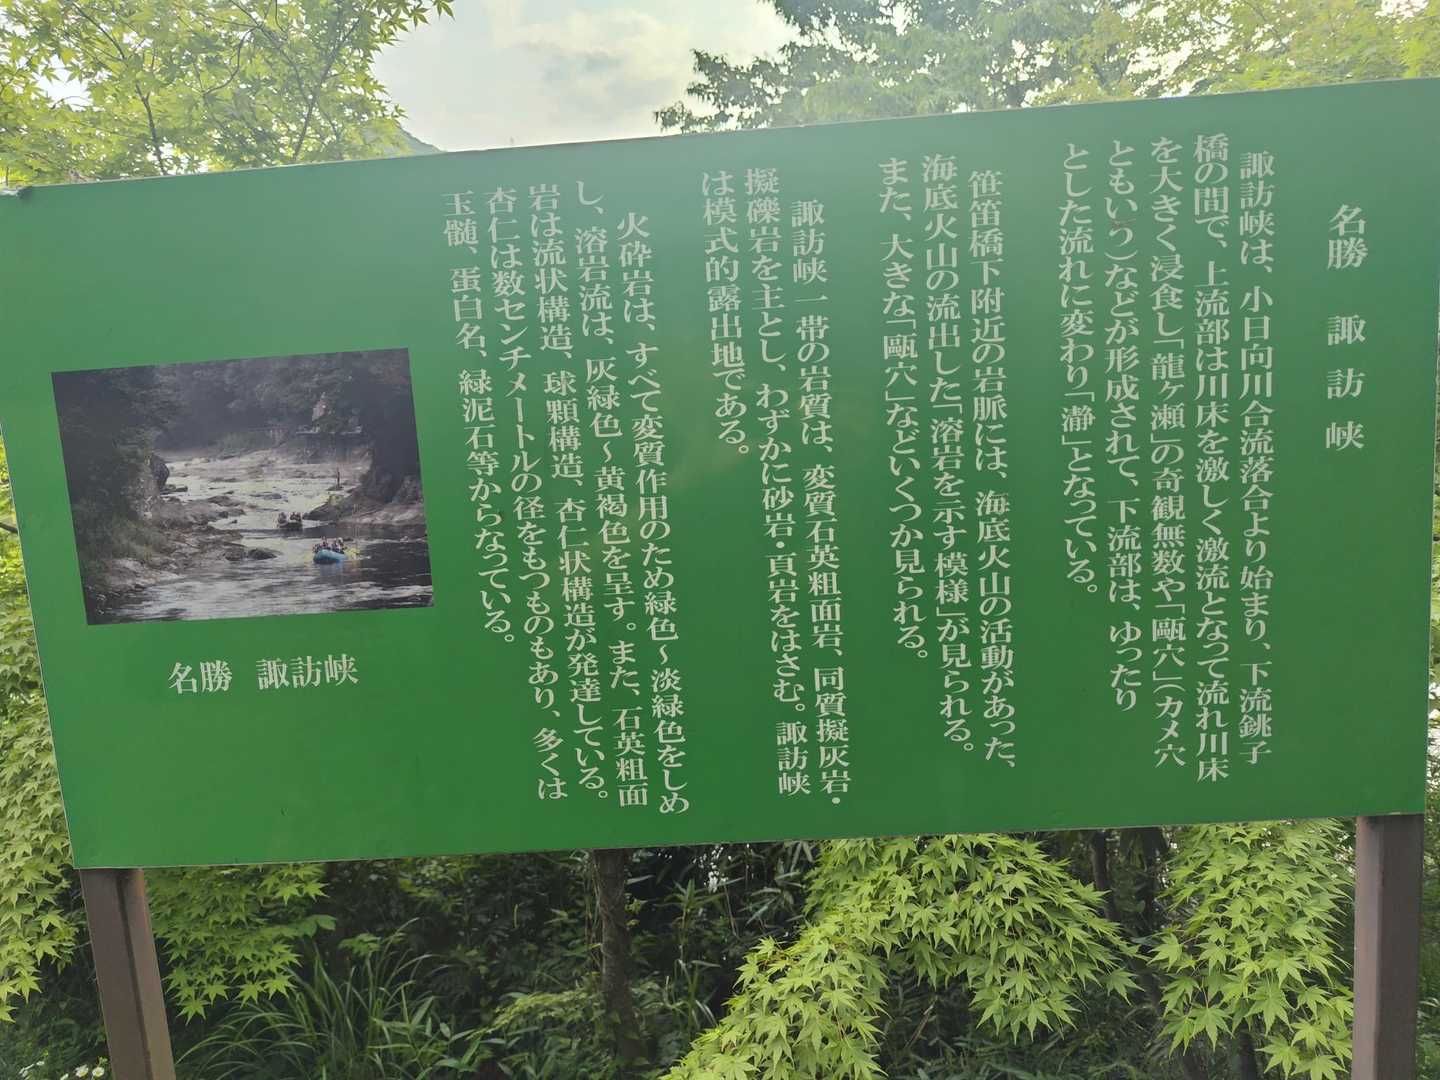 名勝 諏訪峡
諏訪峡は、小日向川合流落合より始まり、下流銚子
橋の間で、上流部は川床を激しく激流となって流れ川床
を大きく浸食し「龍ヶ瀬」の奇観無数や「甌穴」（カメ穴
ともいう）などが形成されて、下流部は、ゆったり
とした流れに変わり「瀞」となっている。
笹笛橋下附近の岩脈には、海底火山の活動があった、
海底火山の流出した「溶岩を示す模様」が見られる。
また、大きな「甌穴」などいくつか見られる。
諏訪峡一帯の岩質は、変質石英粗面岩、同質擬灰岩・
擬礫岩を主とし、わずかに砂岩・頁岩をはさむ。諏訪峡
は模式的露出地である。
火砕岩は、すべて変質作用のため緑色～淡緑色をしめ
し、溶岩流は、灰緑色～黄褐色を呈す。また、石英粗面
岩は流状構造、球顆構造、杏仁状構造が発達している。
杏仁は数センチメートルの径をもつものもあり、多くは
玉髄、蛋白名、緑泥石等からなっている。
名勝 諏訪峡